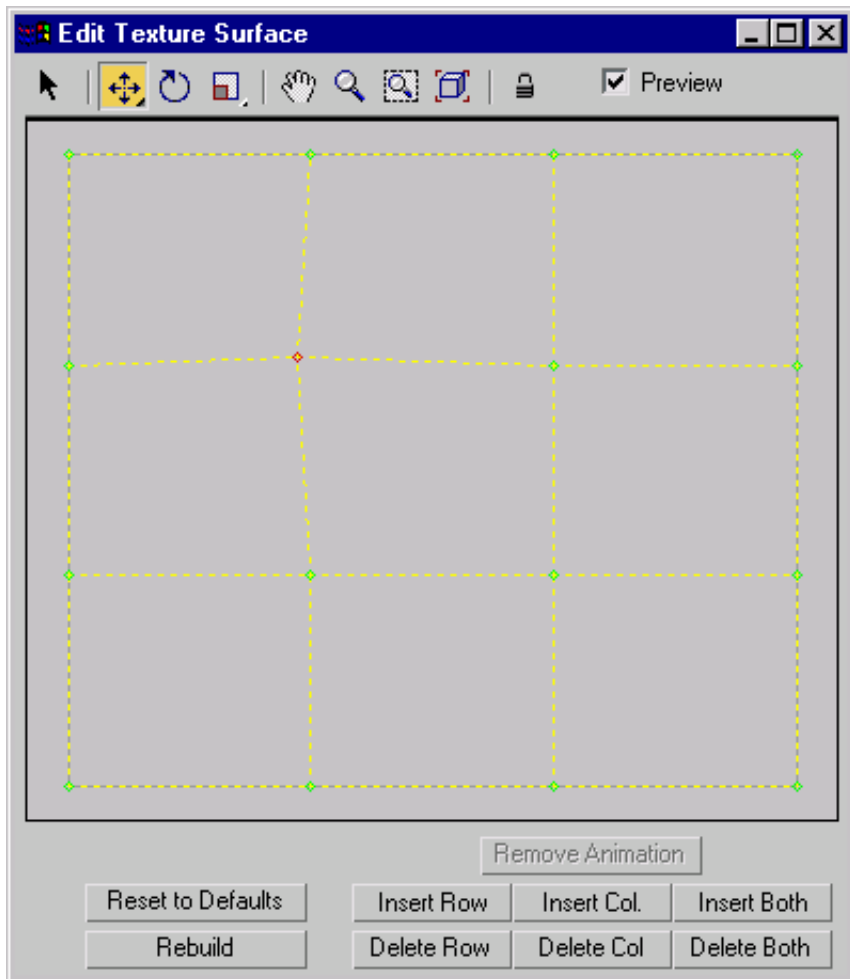 Edit Texture Surface
Preview
Remove Animation
Reset to Defaults Insert Row Insert Col. Insert Both
Rebuild Delete Row Delete Col Delete Both